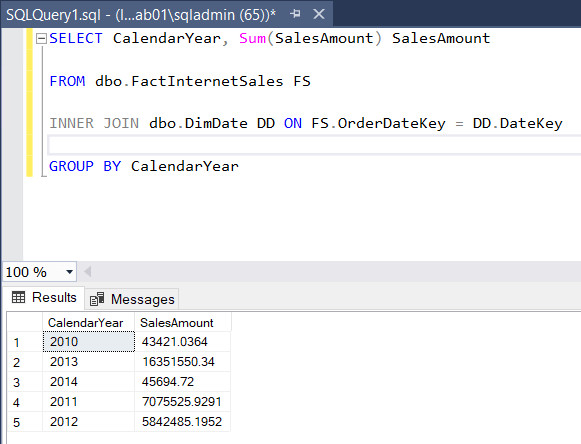 SQLQuery1.sql - (l...ab01\sqladmin (65))*
SELECT CalendarYear, Sum(SalesAmount) SalesAmount
FROM dbo.FactInternetSales FS
INNER JOIN dbo.DimDate DD ON FS.OrderDateKey = DD.DateKey
GROUP BY CalendarYear
100 %
Results Messages
CalendarYear SalesAmount
1 2010 43421.0364
2 2013 16351550.34
3 2014 45694.72
4 2011 7075525.9291
5 2012 5842485.1952